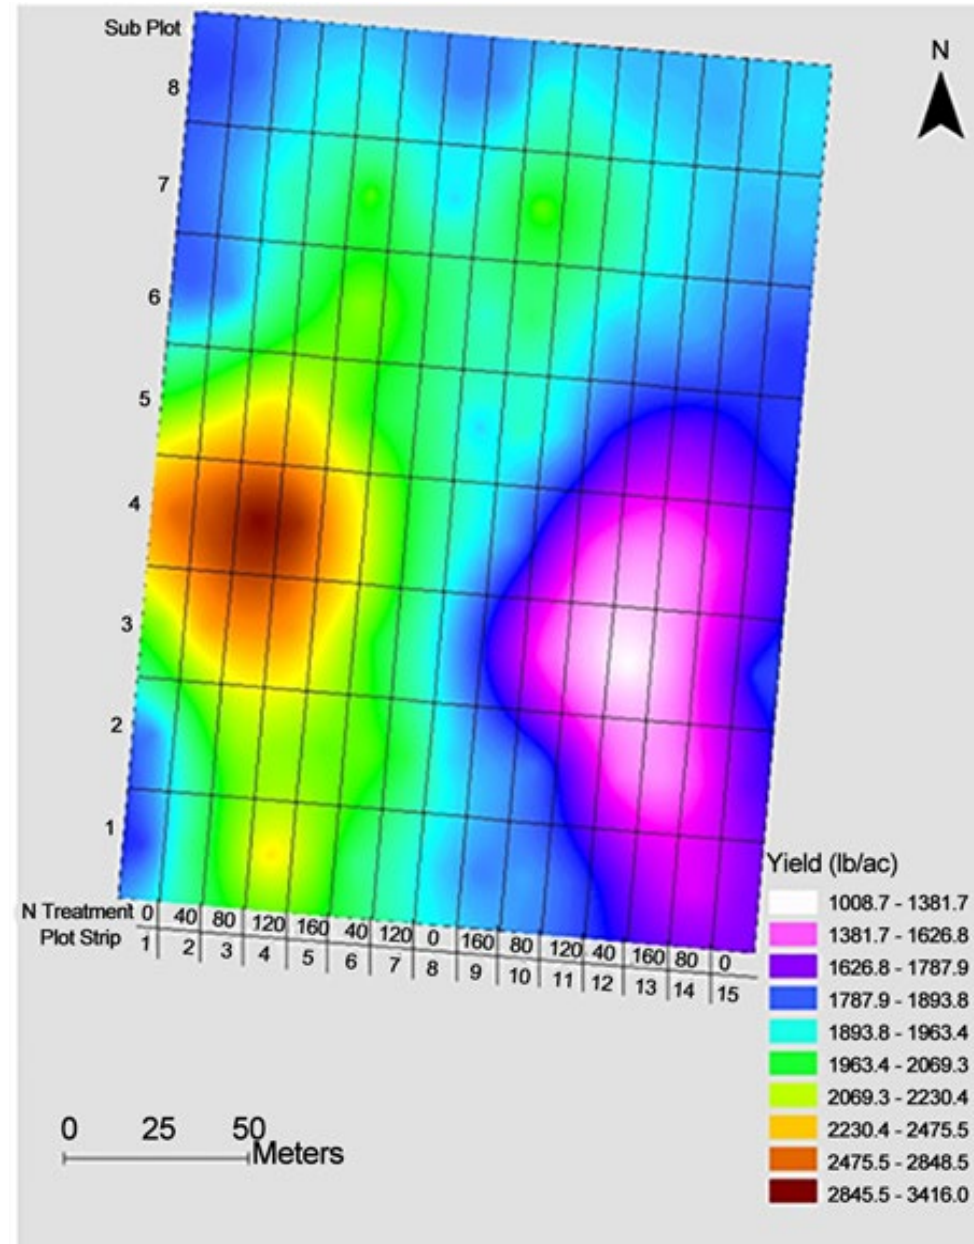 Sub Plot
N
8
7
6
5
4
3
2
1
N Treatment 0 40 80 120 160 40 120 0 160 80 120 40 160 80 0
Plot Strip 1 2 3 4 5 6 7 8 9 10 11 12 13 14 15
Yield (lb/ac)
1008.7 - 1381.7
1381.7 - 1626.8
1626.8 - 1787.9
1787.9 - 1893.8
1893.8 - 1963.4
1963.4 - 2069.3
2069.3 - 2230.4
2230.4 - 2475.5
2475.5 - 2848.5
2845.5 - 3416.0
0 25 50
Meters